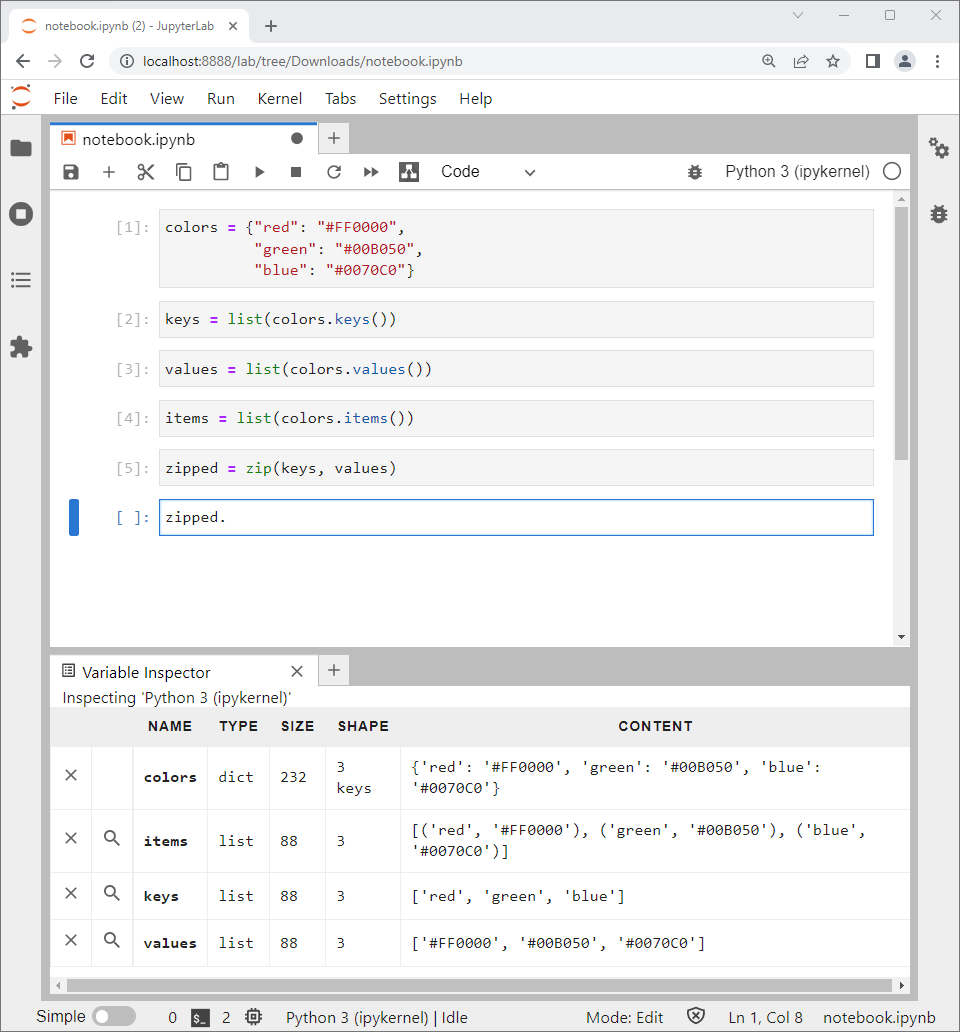 notebook.ipynb (2) - JupyterLab
localhost:8888/lab/tree/Downloads/notebook.ipynb
File Edit View Run Kernel Tabs Settings Help
notebook.ipynb
Code Python 3 (ipykernel)
[1]: colors = {"red": "#FF0000",
"green": "#00B050",
"blue": "#0070C0"}
[2]: keys = list(colors.keys())
[3]: values = list(colors.values())
[4]: items = list(colors.items())
[5]: zipped = zip(keys, values)
[ ]: zipped.
Variable Inspector
Inspecting 'Python 3 (ipykernel)'
NAME TYPE SIZE SHAPE CONTENT
colors dict 232 3 keys {'red': '#FF0000', 'green': '#00B050', 'blue':
'#0070C0'}
items list 88 3 [('red', '#FF0000'), ('green', '#00B050'), ('blue',
'#0070C0')]
keys list 88 3 ['red', 'green', 'blue']
values list 88 3 ['#FF0000', '#00B050', '#0070C0']
Simple 0 $_ 2 Python 3 (ipykernel) | Idle Mode: Edit Ln 1, Col 8 notebook.ipynb